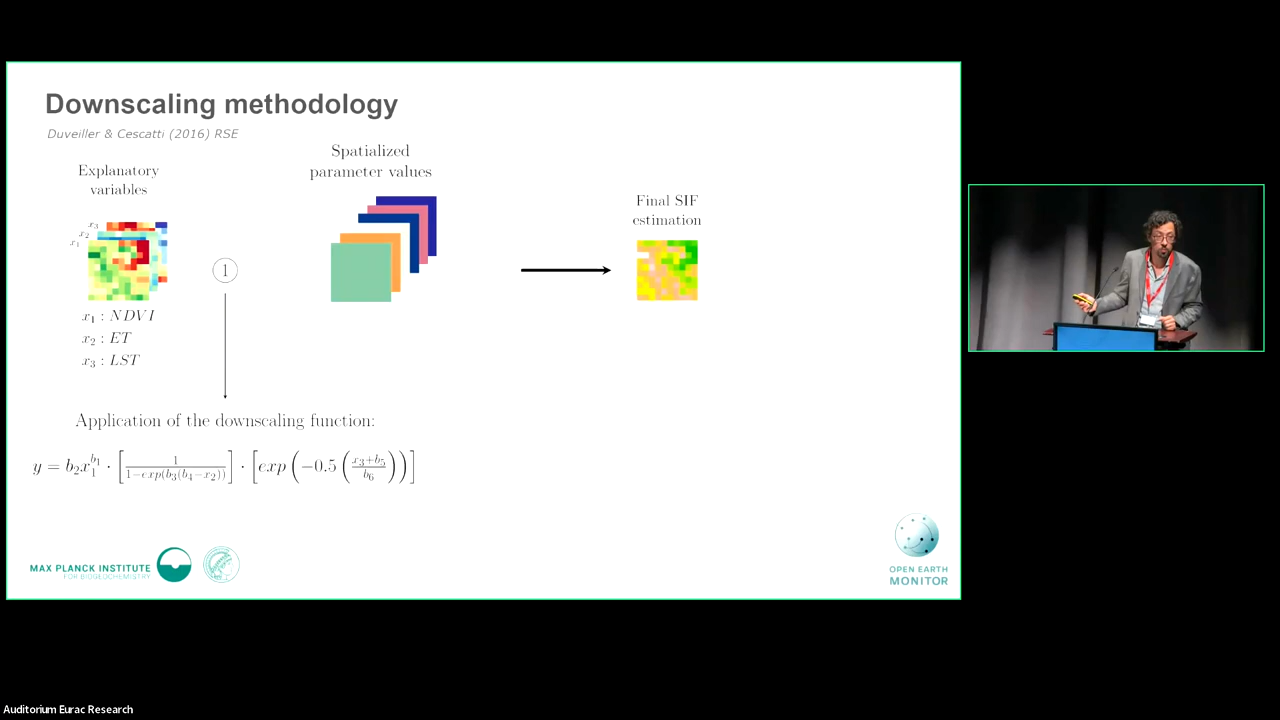 Downscaling methodology
Duveiller & Cescatti (2016) RSE
Explanatory
variables
Spatialized
parameter values
Final SIF
estimation
x₃
x₂
x₁
1
x₁ : NDVI
x₂ : ET
x₃ : LST
Application of the downscaling function:
y = b₂x₁^b₁ · [1/(1−exp(b₃(b₄−x₂)))] · [exp(−0.5((x₃+b₅)/b₆))]
MAX PLANCK INSTITUTE
FOR BIOGEOCHEMISTRY
OPEN EARTH
MONITOR
Auditorium Eurac Research